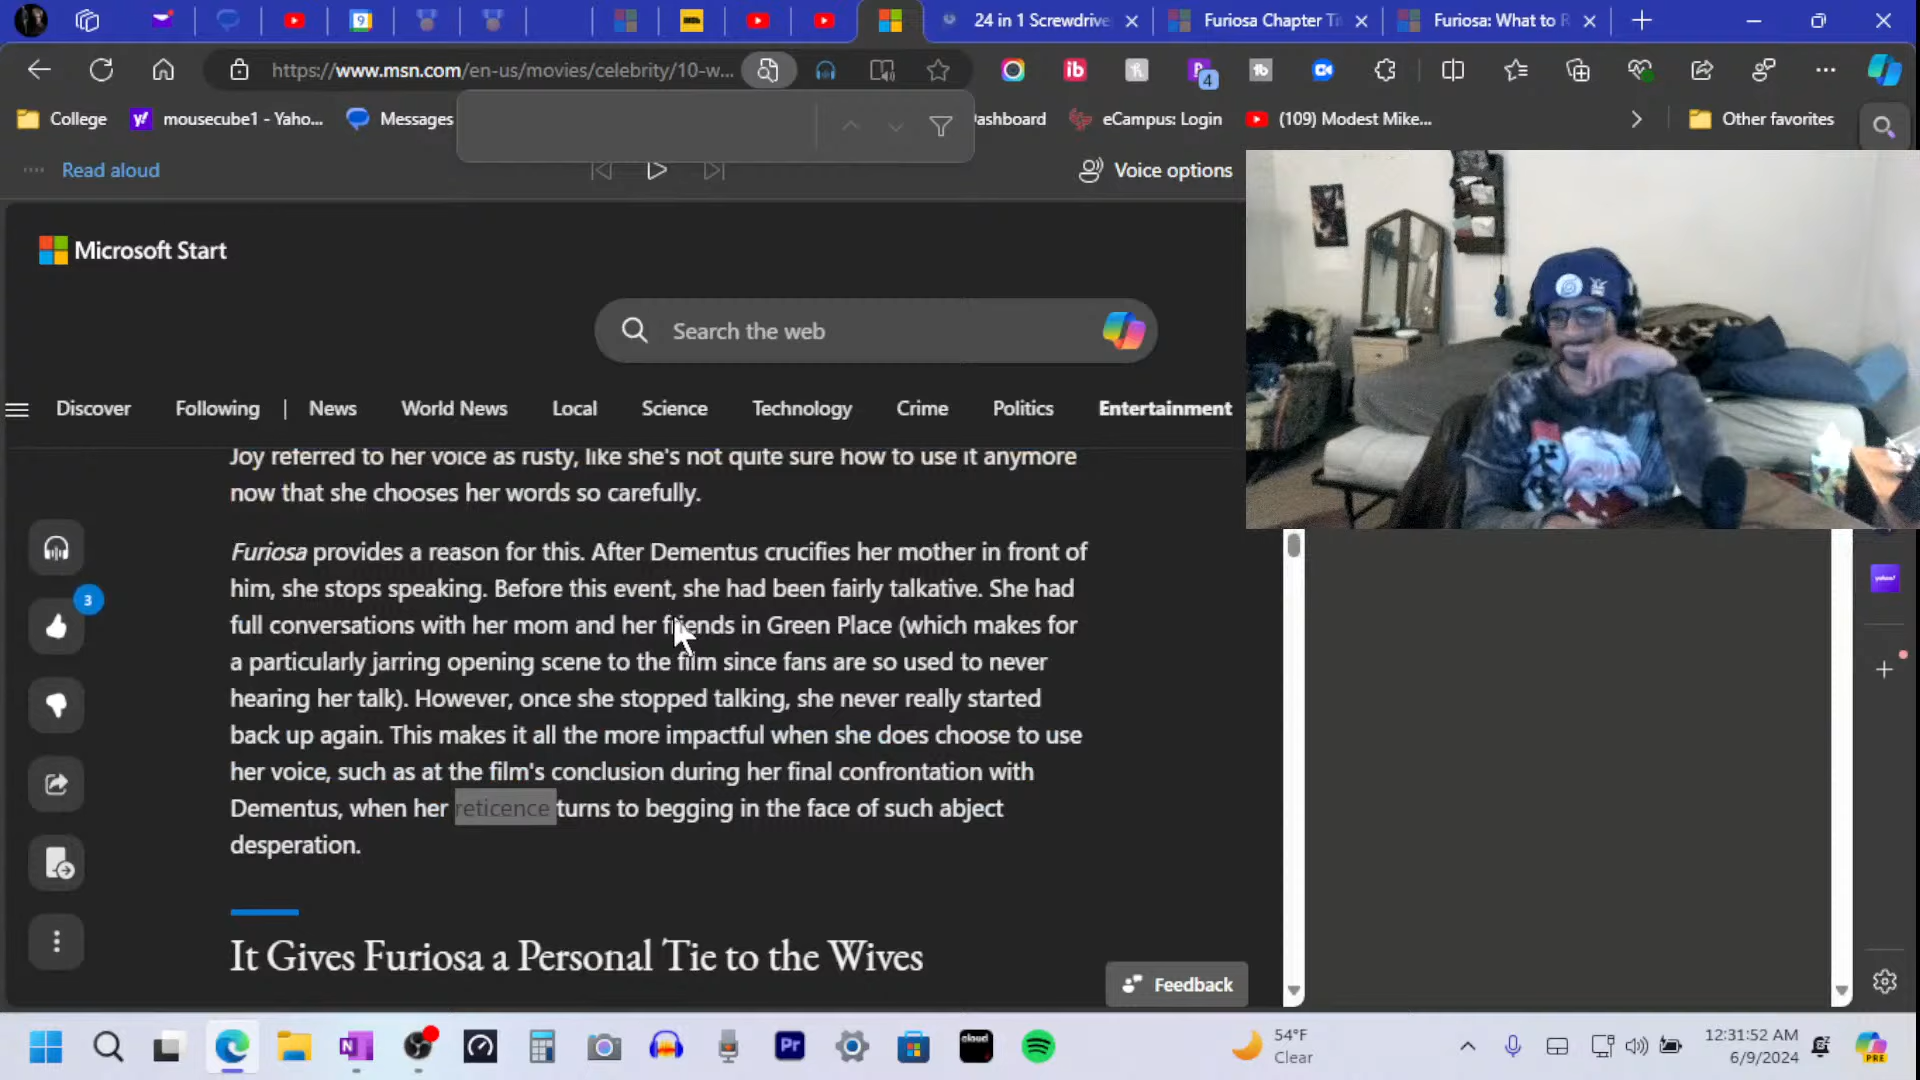 9
24 in 1 Screwdrive
Furiosa Chapter Ti
Furiosa: What to R
https://www.msn.com/en-us/movies/celebrity/10-w...
4
College
mousecube1 - Yaho...
Messages
ashboard
eCampus: Login
(109) Modest Mike...
Other favorites
Read aloud
Voice options
Microsoft Start
Search the web
Discover
Following
News
World News
Local
Science
Technology
Crime
Politics
Entertainment
Joy referred to her voice as rusty, like she's not quite sure how to use it anymore
now that she chooses her words so carefully.
3
Furiosa provides a reason for this. After Dementus crucifies her mother in front of
him, she stops speaking. Before this event, she had been fairly talkative. She had
full conversations with her mom and her friends in Green Place (which makes for
a particularly jarring opening scene to the film since fans are so used to never
hearing her talk). However, once she stopped talking, she never really started
back up again. This makes it all the more impactful when she does choose to use
her voice, such as at the film's conclusion during her final confrontation with
Dementus, when her reticence turns to begging in the face of such abject
desperation.
It Gives Furiosa a Personal Tie to the Wives
Feedback
54°F
Clear
12:31:52 AM
6/9/2024
Pr
cloud
PRE